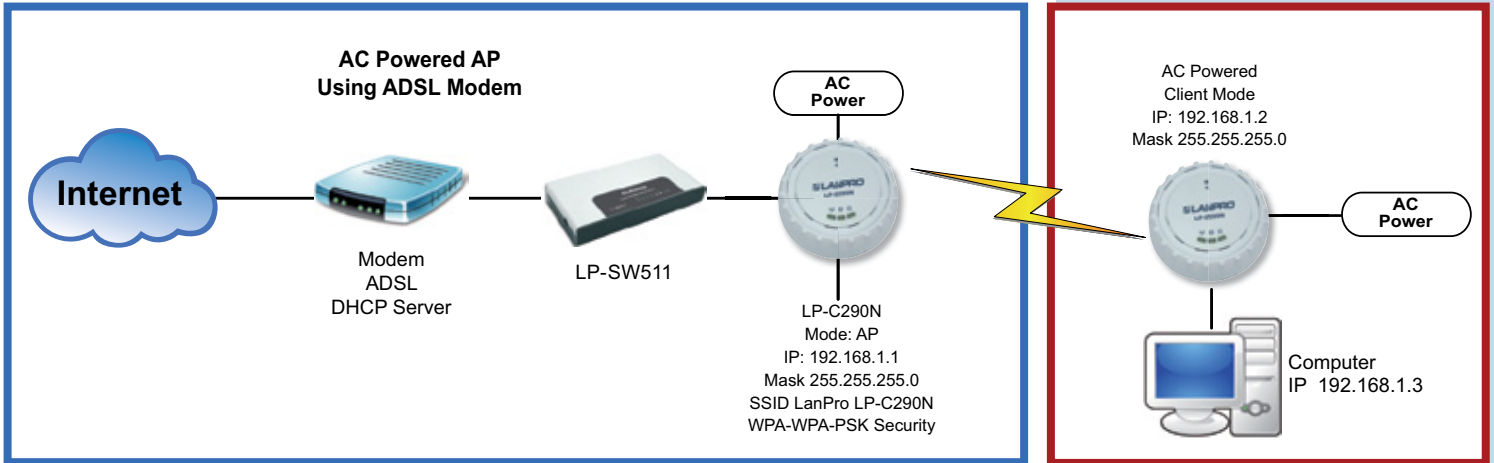 AC Powered AP
Using ADSL Modem
Internet
Modem
ADSL
DHCP Server
LP-SW511
AC
Power
LANPRO
LP-C290N
Mode: AP
IP: 192.168.1.1
Mask 255.255.255.0
SSID LanPro LP-C290N
WPA-WPA-PSK Security
AC Powered
Client Mode
IP: 192.168.1.2
Mask 255.255.255.0
LANPRO
AC
Power
Computer
IP 192.168.1.3